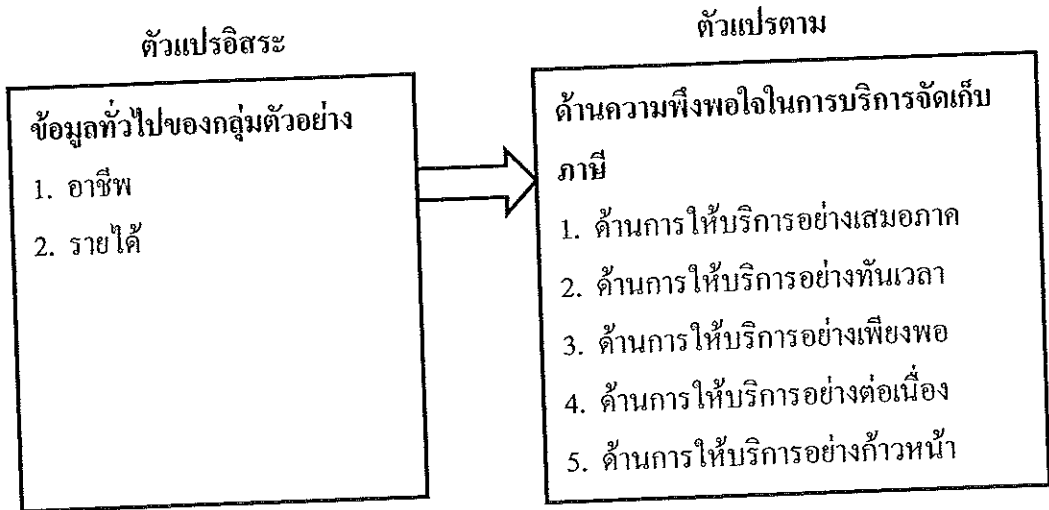 ตัวแปรอิสระ
ข้อมูลทั่วไปของกลุ่มตัวอย่าง
1. อาชีพ
2. รายได้
ตัวแปรตาม
ด้านความพึงพอใจในการบริการจัดเก็บ
ภาษี
1. ด้านการให้บริการอย่างเสมอภาค
2. ด้านการให้บริการอย่างทันเวลา
3. ด้านการให้บริการอย่างเพียงพอ
4. ด้านการให้บริการอย่างต่อเนื่อง
5. ด้านการให้บริการอย่างก้าวหน้า